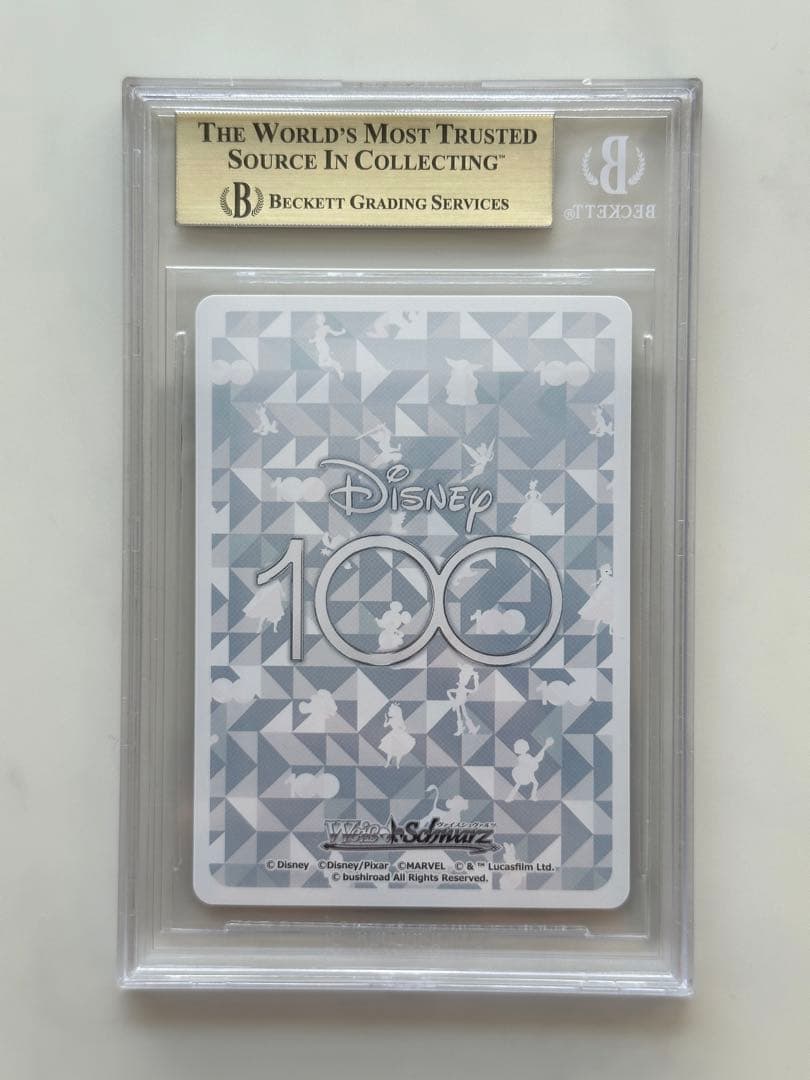 THE WORLD'S MOST TRUSTED
SOURCE IN COLLECTING™
B BECKETT GRADING SERVICES
B
BECKETT®
DISNEY
100
ヴァイスシュヴァルツ
Weiß Schwarz
© Disney ©Disney/Pixar ©MARVEL © & ™ Lucasfilm Ltd.
© bushiroad All Rights Reserved.